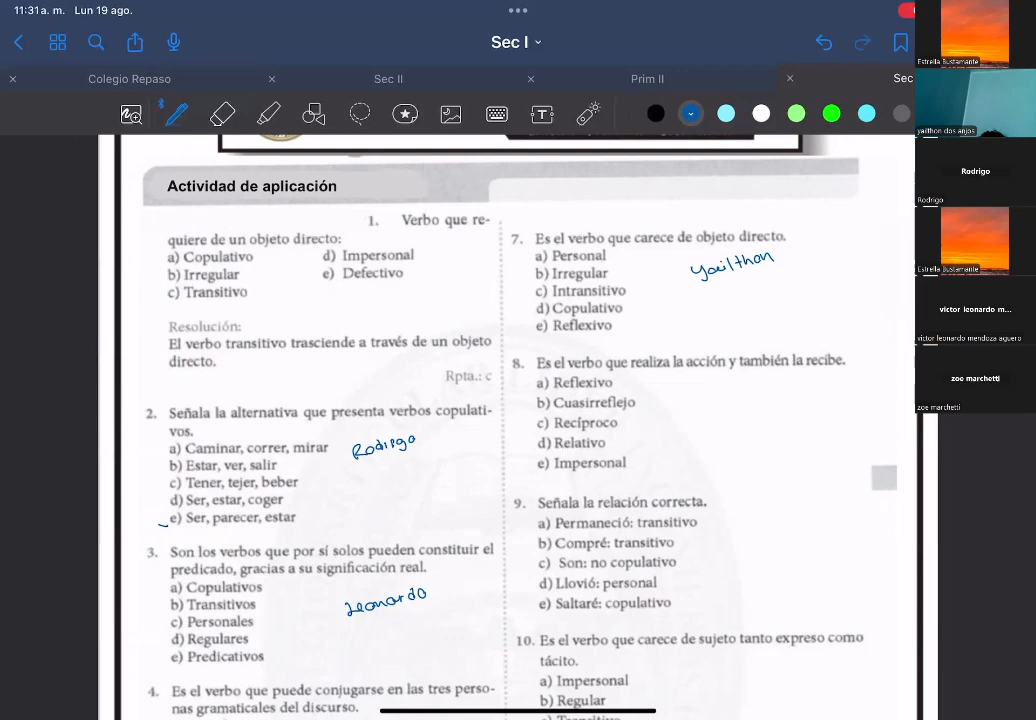 11:31 a. m. Lun 19 ago.
Sec I
Colegio Repaso
Sec II
Prim II
Sec
Actividad de aplicación
1. Verbo que re-
quiere de un objeto directo:
a) Copulativo
d) Impersonal
b) Irregular
e) Defectivo
c) Transitivo
Resolución:
El verbo transitivo trasciende a través de un objeto
directo.
Rpta.: c
2. Señala la alternativa que presenta verbos copulati-
vos.
a) Caminar, correr, mirar
Rodirgo
b) Estar, ver, salir
c) Tener, tejer, beber
d) Ser, estar, coger
e) Ser, parecer, estar
3. Son los verbos que por sí solos pueden constituir el
predicado, gracias a su significación real.
a) Copulativos
b) Transitivos
Leonardo
c) Personales
d) Regulares
e) Predicativos
4. Es el verbo que puede conjugarse en las tres perso-
nas gramaticales del discurso.
7. Es el verbo que carece de objeto directo.
a) Personal
yailthon
b) Irregular
c) Intransitivo
d) Copulativo
e) Reflexivo
8. Es el verbo que realiza la acción y también la recibe.
a) Reflexivo
b) Cuasirreflejo
c) Recíproco
d) Relativo
e) Impersonal
9. Señala la relación correcta.
a) Permaneció: transitivo
b) Compré: transitivo
c) Son: no copulativo
d) Llovió: personal
e) Saltaré: copulativo
10. Es el verbo que carece de sujeto tanto expreso como
tácito.
a) Impersonal
b) Regular
c) Transitivo
Estrella Bustamante
yailthon dos anjos
Rodrigo
Rodrigo
Estrella Bustamante
victor leonardo m...
victor leonardo mendoza aguero
zoe marchetti
zoe marchetti